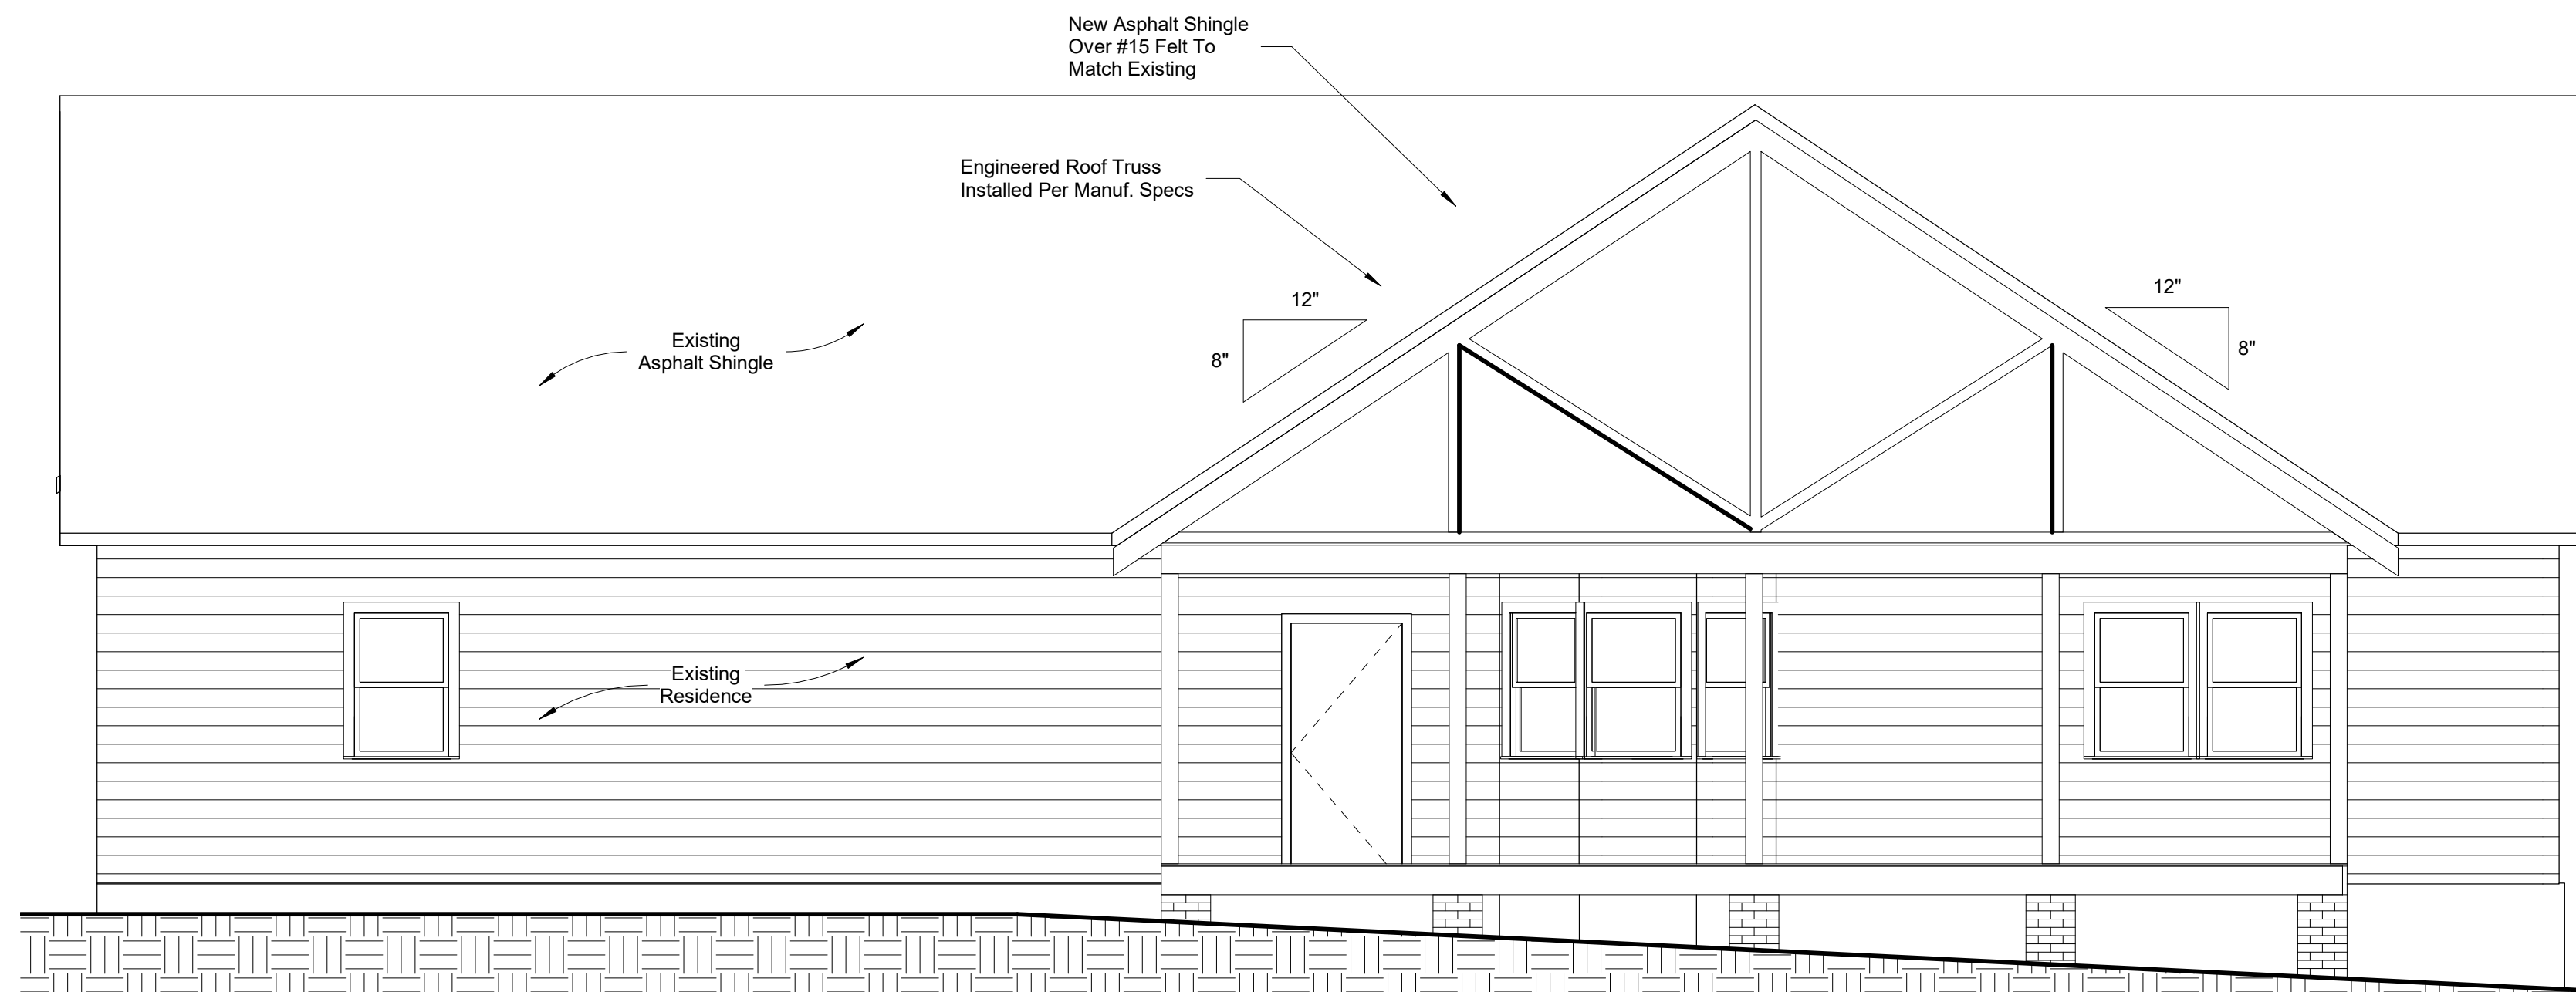 New Asphalt Shingle
Over #15 Felt To
Match Existing
Engineered Roof Truss
Installed Per Manuf. Specs
12"
8"
12"
8"
Existing
Asphalt Shingle
Existing
Residence